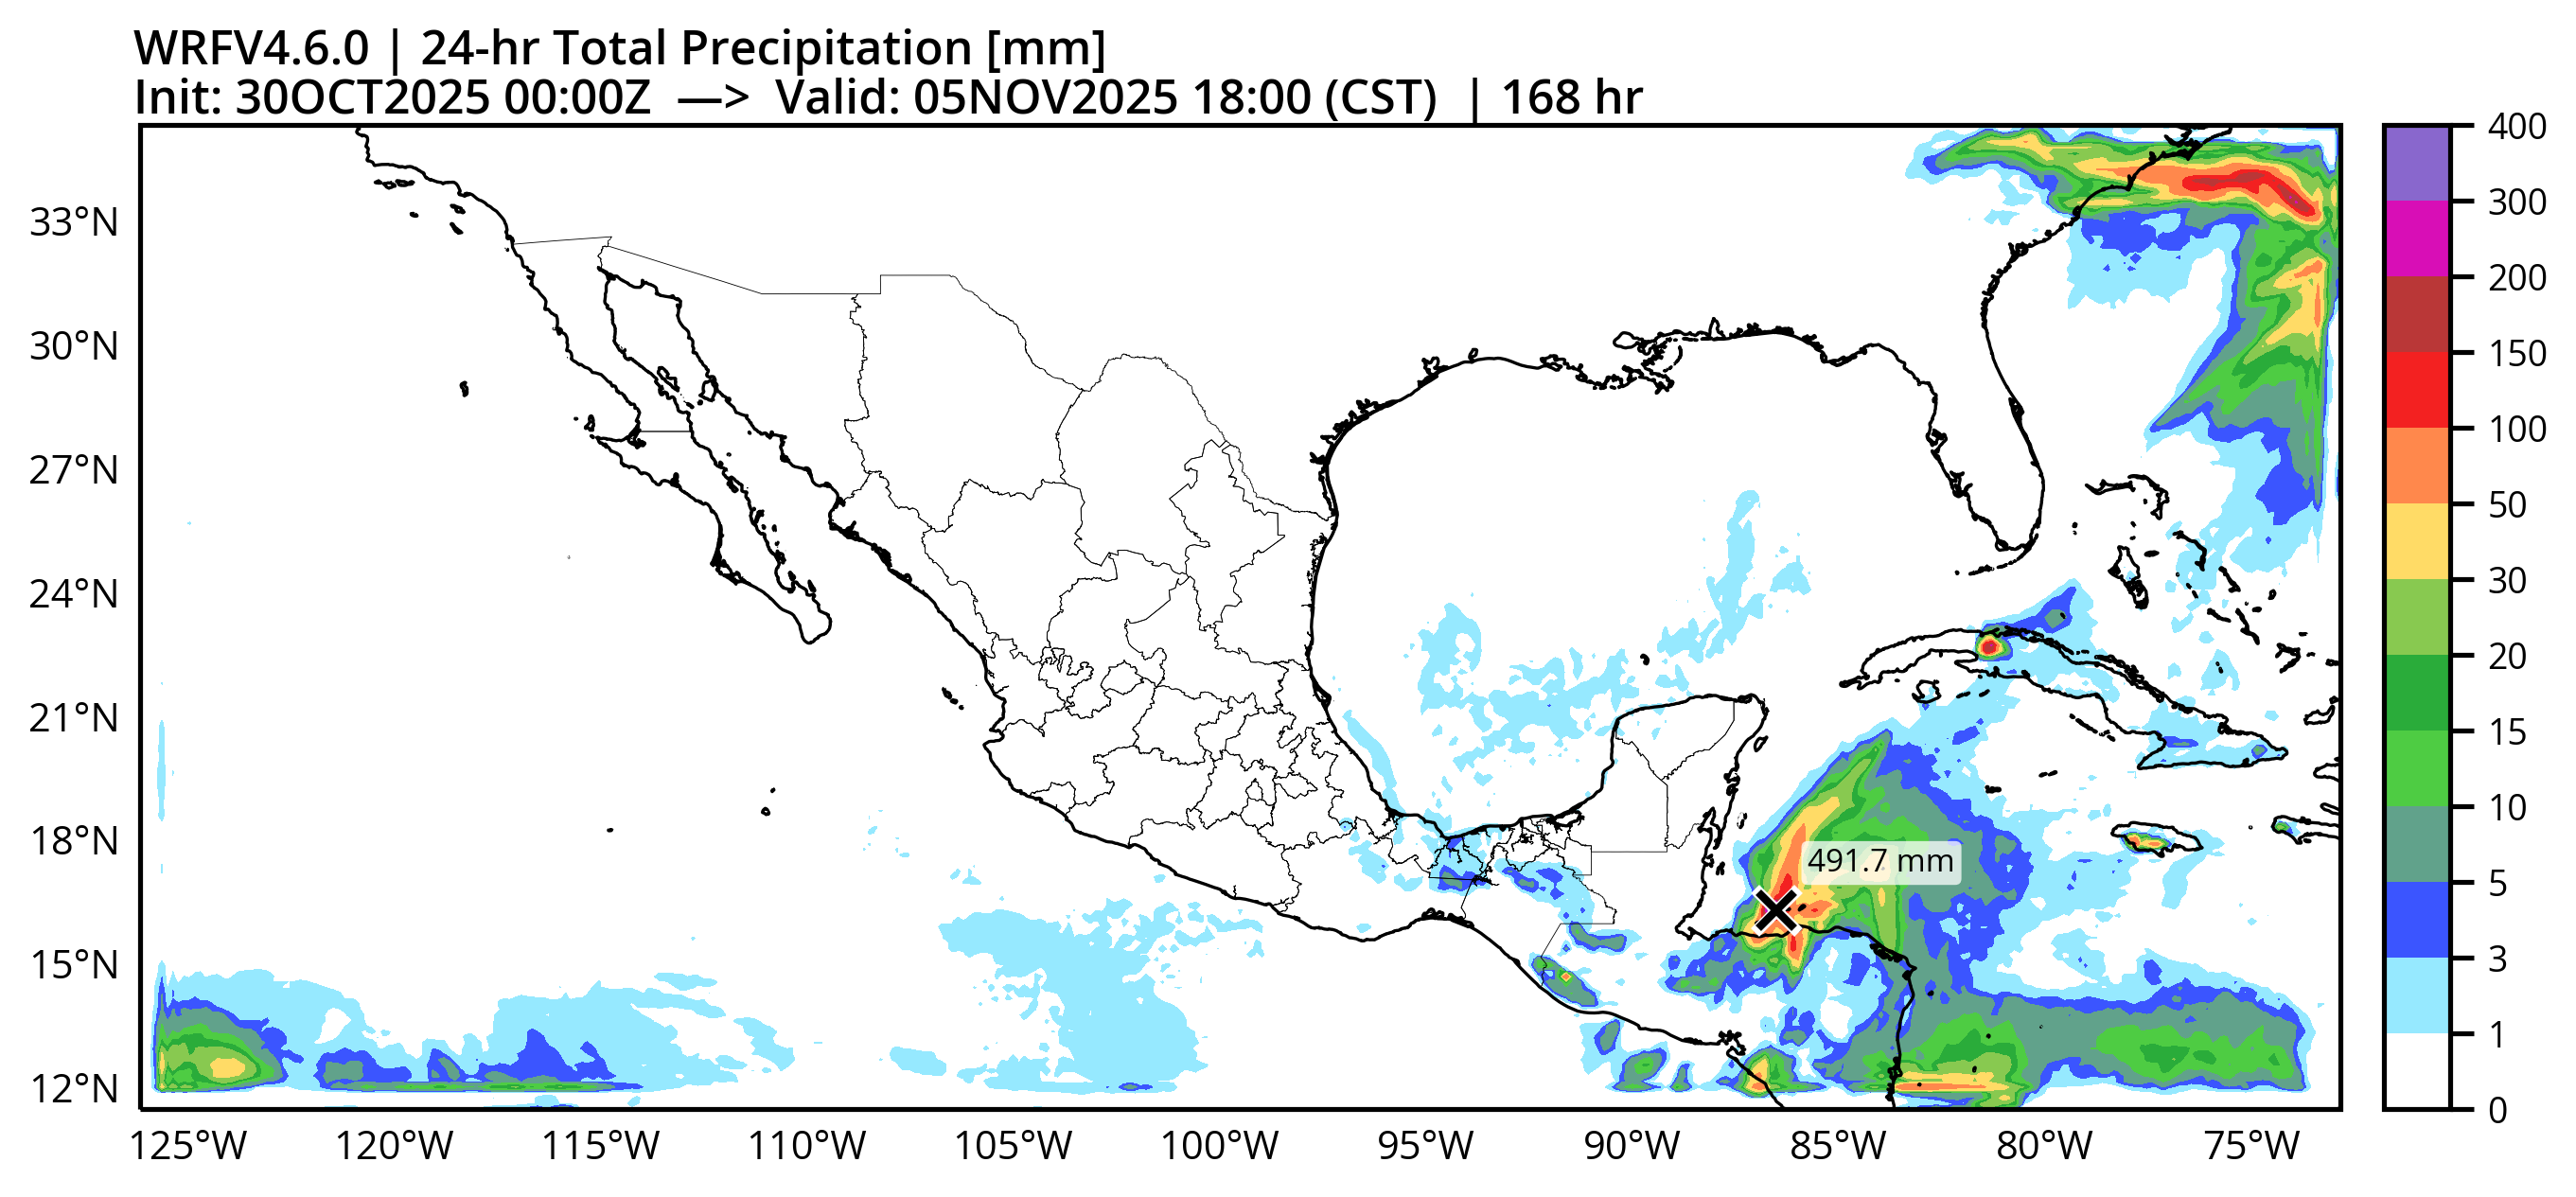 WRFV4.6.0 | 24-hr Total Precipitation [mm]
Init: 30OCT2025 00:00Z —> Valid: 05NOV2025 18:00 (CST) | 168 hr
33°N
30°N
27°N
24°N
21°N
18°N
15°N
12°N
491.7 mm
125°W 120°W 115°W 110°W 105°W 100°W 95°W 90°W 85°W 80°W 75°W
400
300
200
150
100
50
30
20
15
10
5
3
1
0